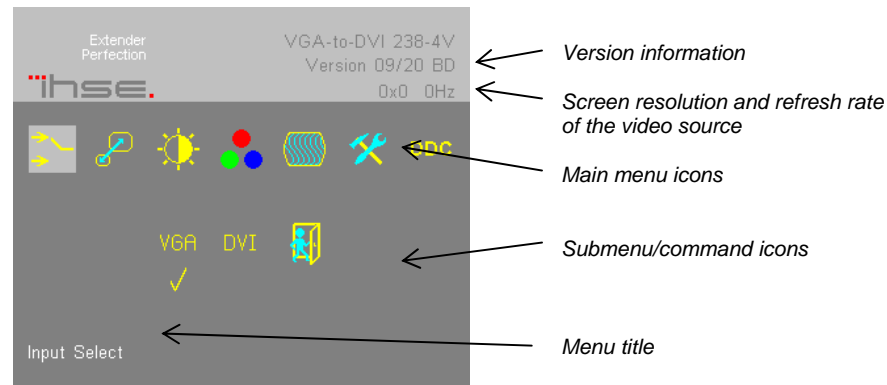 Extender
Perfection
ihse.
VGA-to-DVI 238-4V
Version 09/20 BD
0x0 0Hz
Version information
Screen resolution and refresh rate
of the video source
DDC
Main menu icons
VGA DVI
Submenu/command icons
Input Select
Menu title